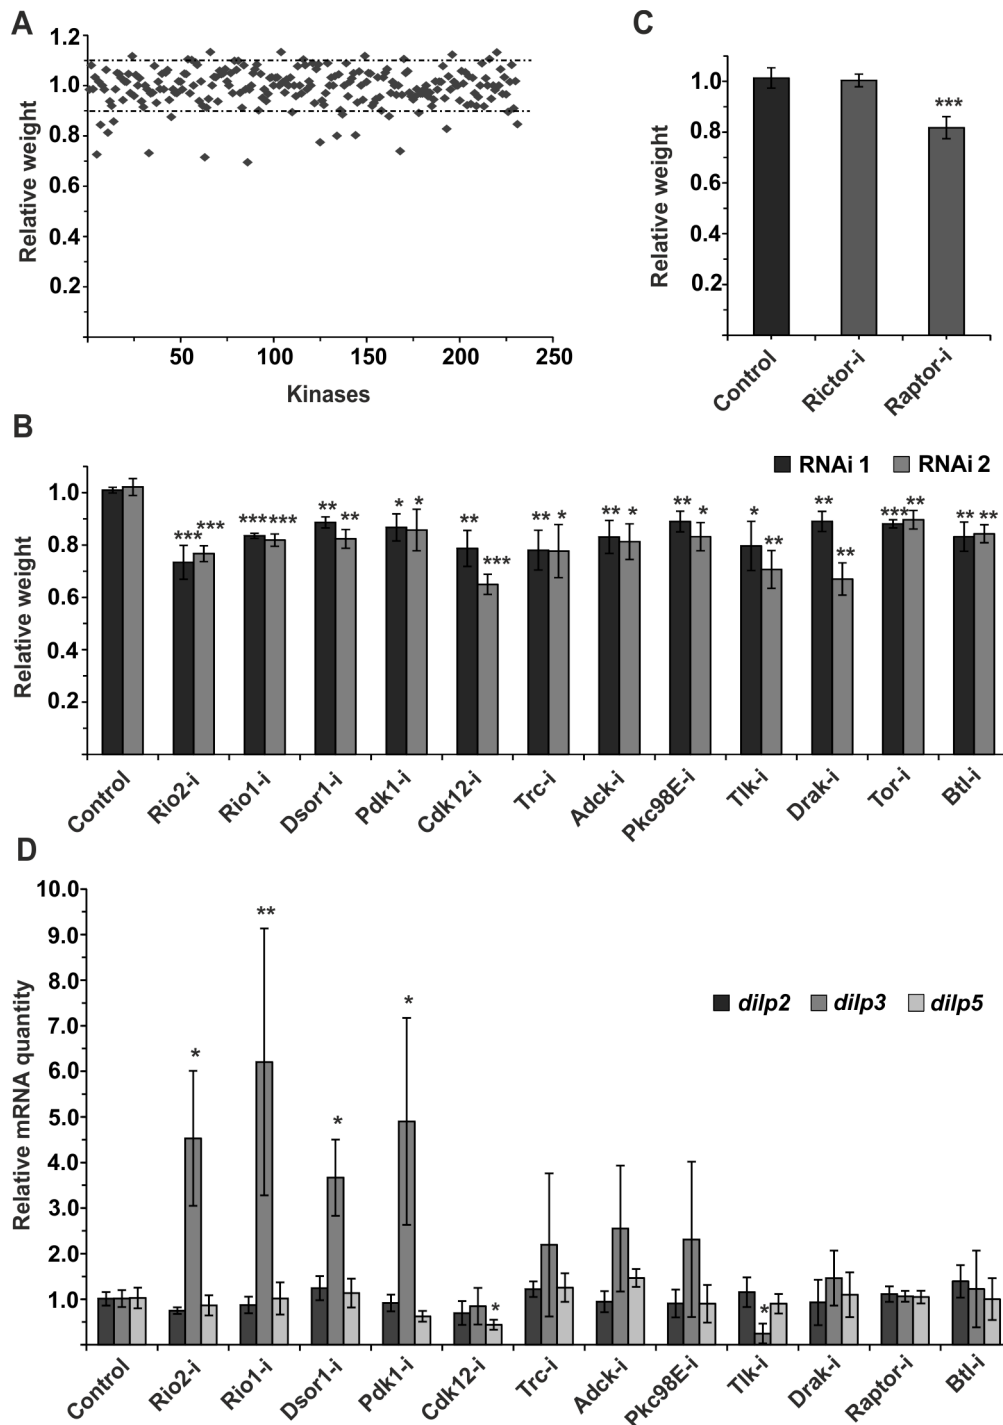 A
1.2
1.0
0.8
0.6
0.4
0.2
Relative weight
50
100
150
200
250
Kinases
C
1.0
0.8
0.6
0.4
0.2
Relative weight
***
Control
Rictor-i
Raptor-i
B
RNAi 1
RNAi 2
1.0
0.8
0.6
0.4
0.2
Relative weight
*** ***
*** ***
** **
* *
** ***
** *
*** *
** *
* **
** **
*** **
** **
Control
Rio2-i
Rio1-i
Dsor1-i
Pdk1-i
Cdk12-i
Trc-i
Adck-i
Pkc98E-i
Tlk-i
Drak-i
Tor-i
Btl-i
D
10.0
9.0
8.0
7.0
6.0
5.0
4.0
3.0
2.0
1.0
Relative mRNA quantity
dilp2
dilp3
dilp5
*
**
*
*
*
*
Control
Rio2-i
Rio1-i
Dsor1-i
Pdk1-i
Cdk12-i
Trc-i
Adck-i
Pkc98E-i
Tlk-i
Drak-i
Raptor-i
Btl-i